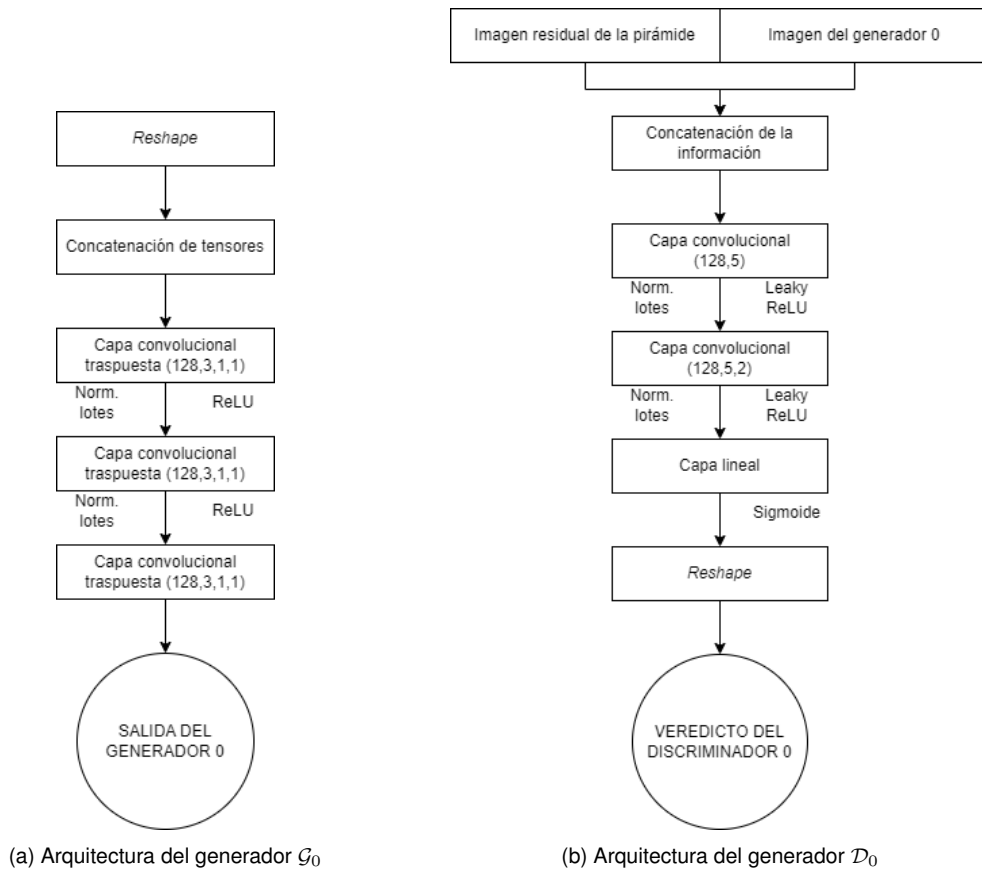 Reshape
Concatenación de tensores
Capa convolucional
traspuesta (128,3,1,1)
Norm.
lotes
ReLU
Capa convolucional
traspuesta (128,3,1,1)
Norm.
lotes
ReLU
Capa convolucional
traspuesta (128,3,1,1)
SALIDA DEL
GENERADOR 0
(a) Arquitectura del generador 𝒢₀
Imagen residual de la pirámide
Imagen del generador 0
Concatenación de la
información
Capa convolucional
(128,5)
Norm.
lotes
Leaky
ReLU
Capa convolucional
(128,5,2)
Norm.
lotes
Leaky
ReLU
Capa lineal
Sigmoide
Reshape
VEREDICTO DEL
DISCRIMINADOR 0
(b) Arquitectura del generador 𝒟₀